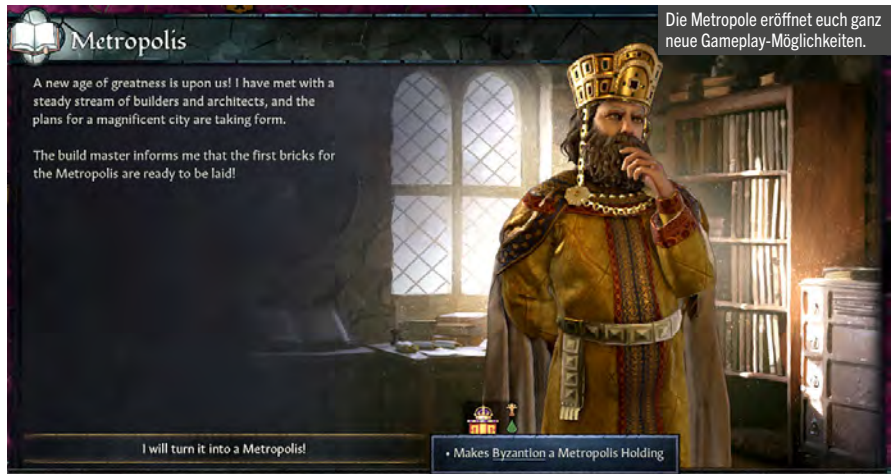 Die Metropole eröffnet euch ganz
neue Gameplay-Möglichkeiten.
Metropolis
A new age of greatness is upon us! I have met with a
steady stream of builders and architects, and the
plans for a magnificent city are taking form.
The build master informs me that the first bricks for
the Metropolis are ready to be laid!
I will turn it into a Metropolis!
• Makes Byzantion a Metropolis Holding